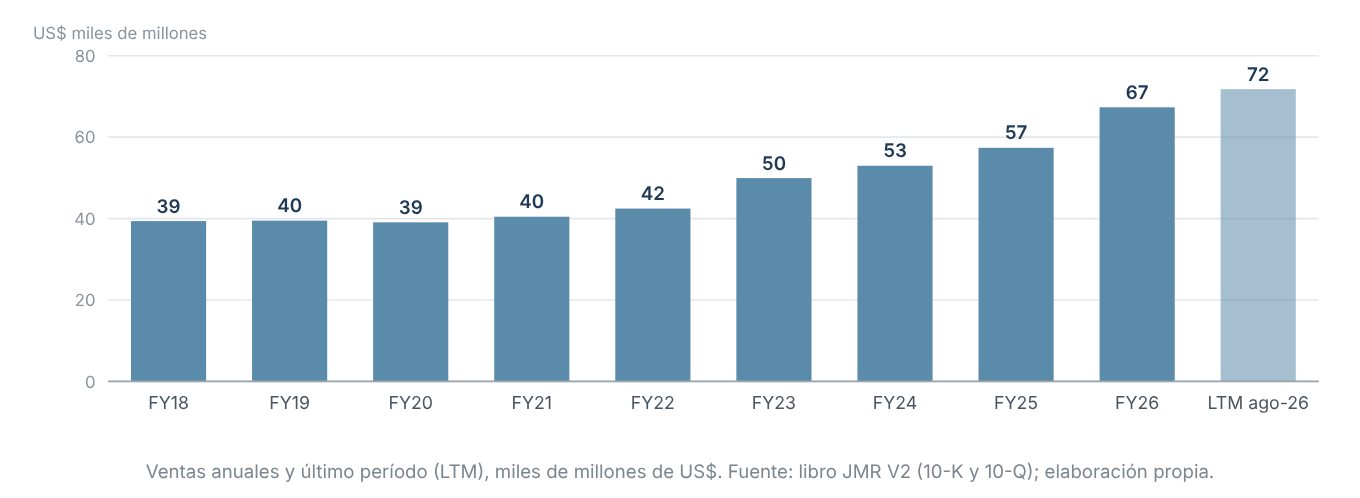 US$ miles de millones
80
60
40
20
0
39
40
39
40
42
50
53
57
67
72
FY18
FY19
FY20
FY21
FY22
FY23
FY24
FY25
FY26
LTM ago-26
Ventas anuales y último período (LTM), miles de millones de US$. Fuente: libro JMR V2 (10-K y 10-Q); elaboración propia.